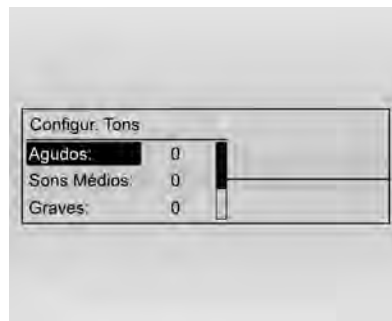 Configur. Tons
Agudos: 0
Sons Médios: 0
Graves: 0